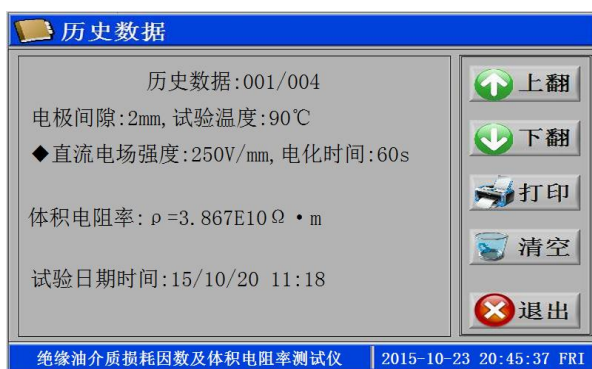 历史数据
历史数据:001/004
电极间隙:2mm,试验温度:90℃
◆直流电场强度:250V/mm,电化时间:60s
体积电阻率:ρ=3.867E10Ω•m
试验日期时间:15/10/20 11:18
上翻
下翻
打印
清空
退出
绝缘油介质损耗因数及体积电阻率测试仪
2015-10-23 20:45:37 FRI